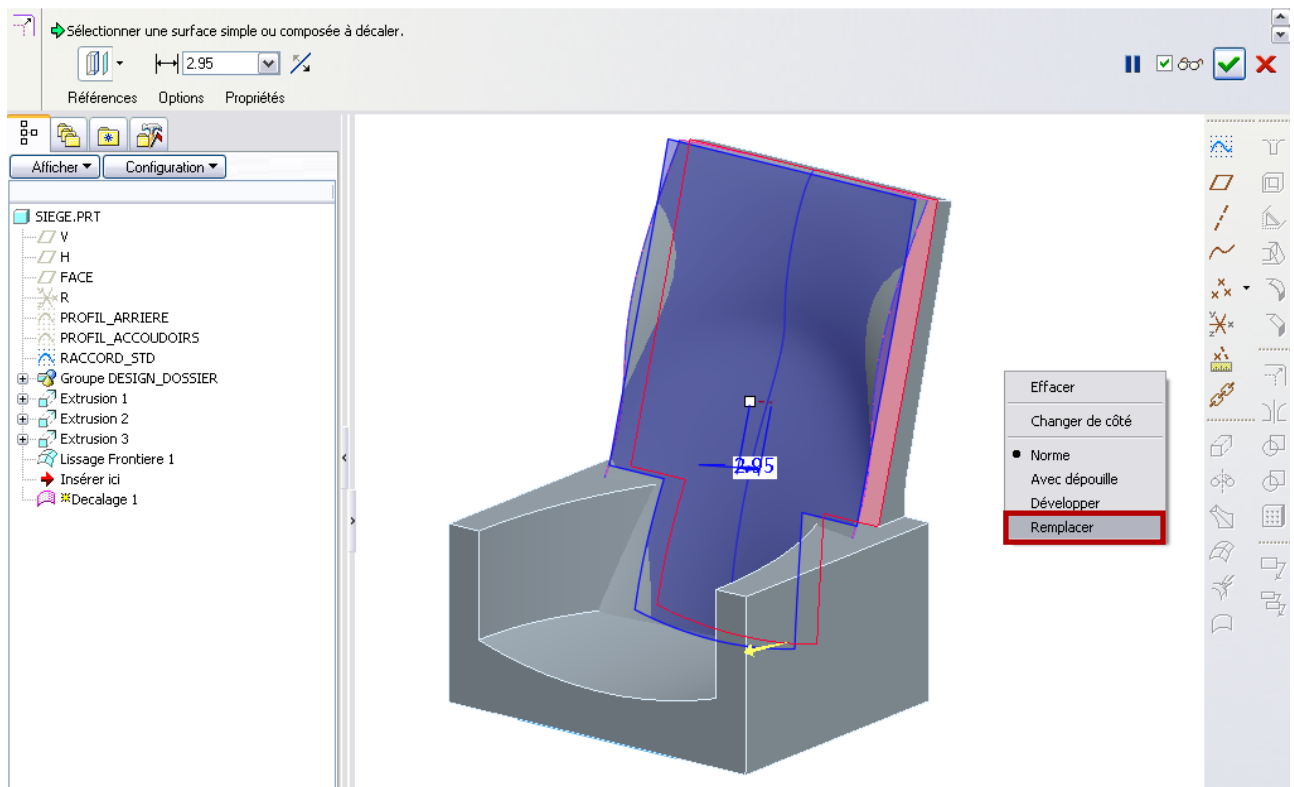 Sélectionner une surface simple ou composée à décaler.
2.95
Références Options Propriétés
Afficher Configuration
SIEGE.PRT
V
H
FACE
R
PROFIL_ARRIERE
PROFIL_ACCOUDOIRS
RACCORD_STD
Groupe DESIGN_DOSSIER
Extrusion 1
Extrusion 2
Extrusion 3
Lissage Frontiere 1
Insérer ici
Decalage 1
2.95
Effacer
Changer de côté
Norme
Avec dépouille
Développer
Remplacer